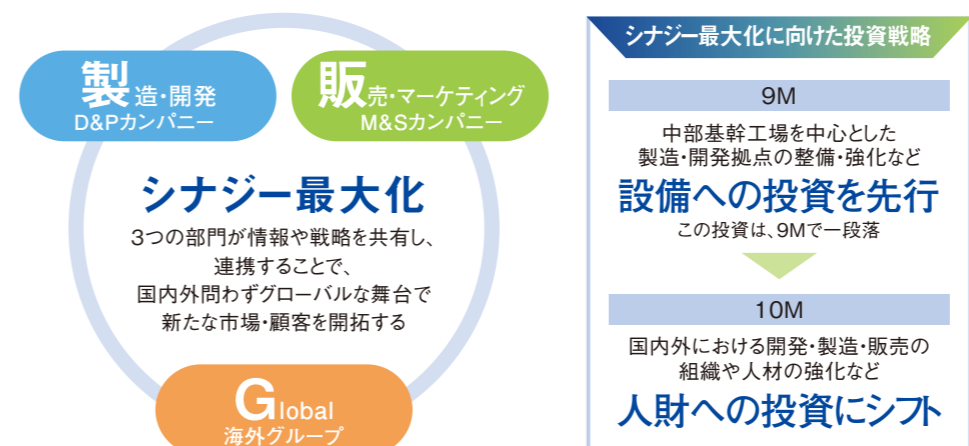 製造・開発
D&Pカンパニー
販売・マーケティング
M&Sカンパニー
シナジー最大化
3つの部門が情報や戦略を共有し、
連携することで、
国内外問わずグローバルな舞台で
新たな市場・顧客を開拓する
Global
海外グループ
シナジー最大化に向けた投資戦略
9M
中部基幹工場を中心とした
製造・開発拠点の整備・強化など
設備への投資を先行
この投資は、9Mで一段落
10M
国内外における開発・製造・販売の
組織や人材の強化など
人財への投資にシフト